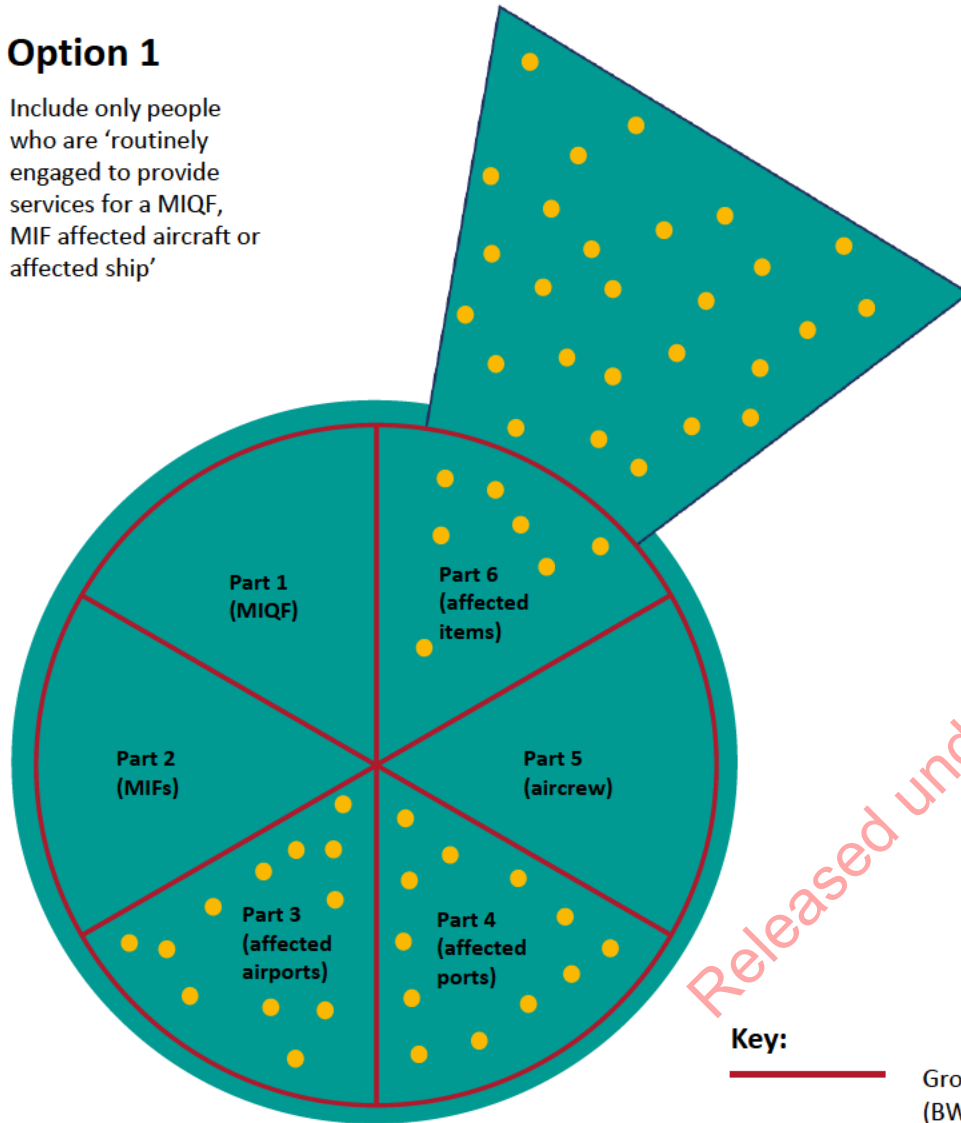 Option 1
Include only people
who are ‘routinely
engaged to provide
services for a MIQF,
MIF affected aircraft or
affected ship’
Part 1
(MIQF)
Part 6
(affected
items)
Part 2
(MIFs)
Part 5
(aircrew)
Part 3
(affected
airports)
Part 4
(affected
ports)
Released und
Key:
Gro
(BW